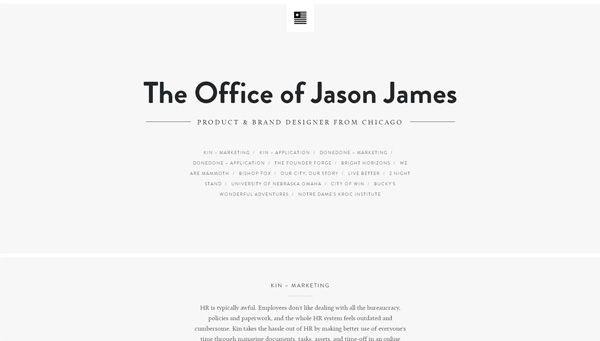 The Office of Jason James
PRODUCT & BRAND DESIGNER FROM CHICAGO
KIN – MARKETING / KIN – APPLICATION / DONEDONE – MARKETING /
DONEDONE – APPLICATION / THE FOUNDER FORGE / BRIGHT HORIZONS / WE
ARE MAMMOTH / BISHOP FOX / OUR CITY, OUR STORY / LIVE BETTER / 2 NIGHT
STAND / UNIVERSITY OF NEBRASKA OMAHA / CITY OF WIN / BUCKY'S
WONDERFUL ADVENTURES / NOTRE DAME'S KROC INSTITUTE
KIN – MARKETING
HR is typically awful. Employees don't like dealing with all the bureaucracy,
policies and paperwork, and the whole HR system feels outdated and
cumbersome. Kin takes the hassle out of HR by making better use of everyone's
time through managing documents, tasks, assets, and time-off in an online